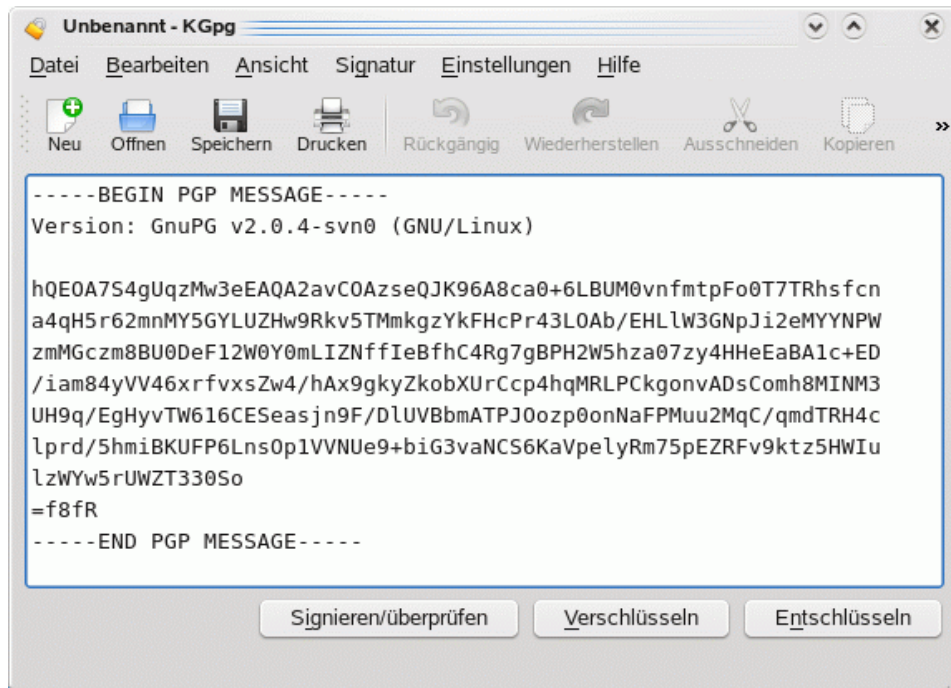 Unbenannt - KGpg
Datei Bearbeiten Ansicht Signatur Einstellungen Hilfe
Neu Öffnen Speichern Drucken Rückgängig Wiederherstellen Ausschneiden Kopieren »
-----BEGIN PGP MESSAGE-----
Version: GnuPG v2.0.4-svn0 (GNU/Linux)
hQEOA7S4gUqzMw3eEAQA2avCOAzseQJK96A8ca0+6LBUM0vnfmtpFo0T7TRhsfcn
a4qH5r62mnMY5GYLUZHw9Rkv5TMmkgzYkFHcPr43LOAb/EHLlW3GNpJi2eMYYNPW
zmMGczm8BU0DeF12W0Y0mLIZNffIeBfhC4Rg7gBPH2W5hza07zy4HHeEaBA1c+ED
/iam84yVV46xrfvxsZw4/hAx9gkyZkobXUrCcp4hqMRLPCkgonvADsComh8MINM3
UH9q/EgHyvTW616CESeasjn9F/DlUVBbmATPJOozp0onNaFPMuu2MqC/qmdTRH4c
lprd/5hmiBKUFP6LnsOp1VVNUe9+biG3vaNCS6KaVpelyRm75pEZRFv9ktz5HWIu
lzWYw5rUWZT330So
=f8fR
-----END PGP MESSAGE-----
Signieren/überprüfen Verschlüsseln Entschlüsseln